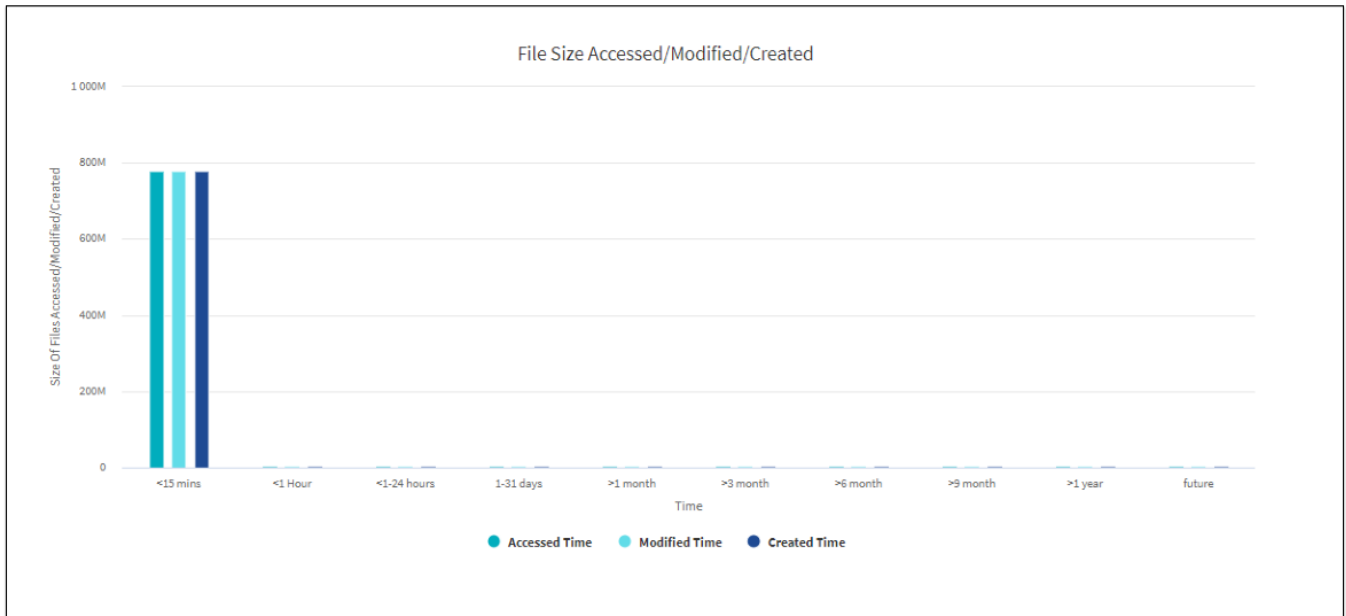 File Size Accessed/Modified/Created
1 000M
800M
600M
400M
200M
0
Size Of Files Accessed/Modified/Created
<15 mins <1 Hour <1-24 hours 1-31 days >1 month >3 month >6 month >9 month >1 year future
Time
Accessed Time Modified Time Created Time